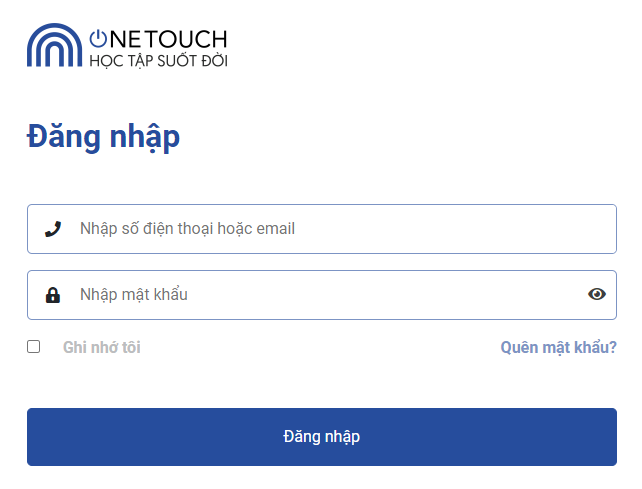 ONETOUCH
HỌC TẬP SUỐT ĐỜI
Đăng nhập
Nhập số điện thoại hoặc email
Nhập mật khẩu
Ghi nhớ tôi
Quên mật khẩu?
Đăng nhập